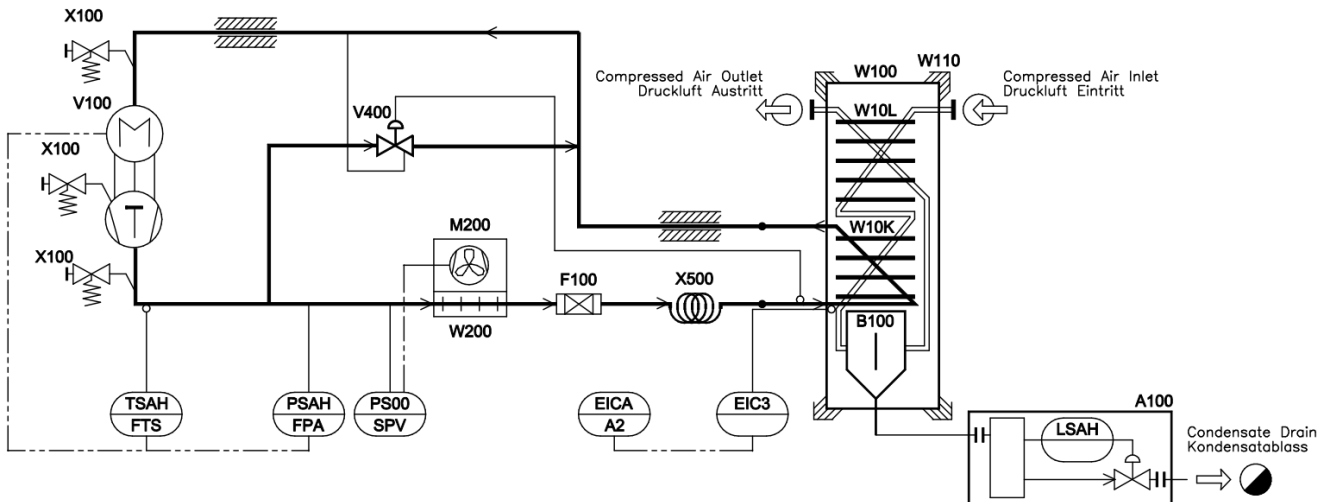 X100
V100
X100
X100
V400
M200
W200
F100
X500
Compressed Air Outlet
Druckluft Austritt
W100
W110
Compressed Air Inlet
Druckluft Eintritt
W10L
W10K
B100
TSAH
FTS
PSAH
FPA
PS00
SPV
EICA
A2
EIC3
A100
LSAH
Condensate Drain
Kondensatablass